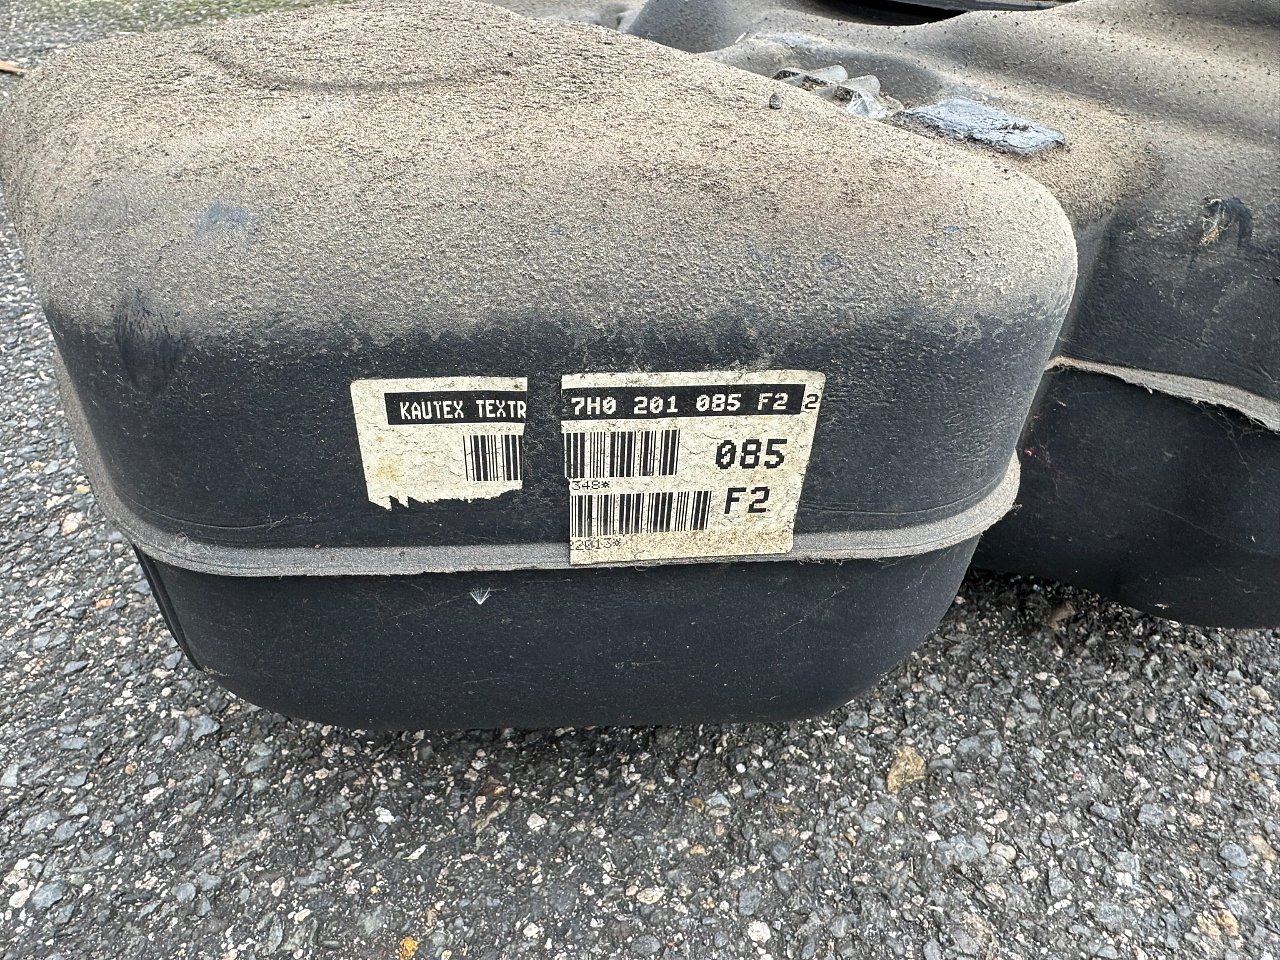 KAUTEX TEXTR
7H0 201 085 F2 2
085
348*
F2
2013*